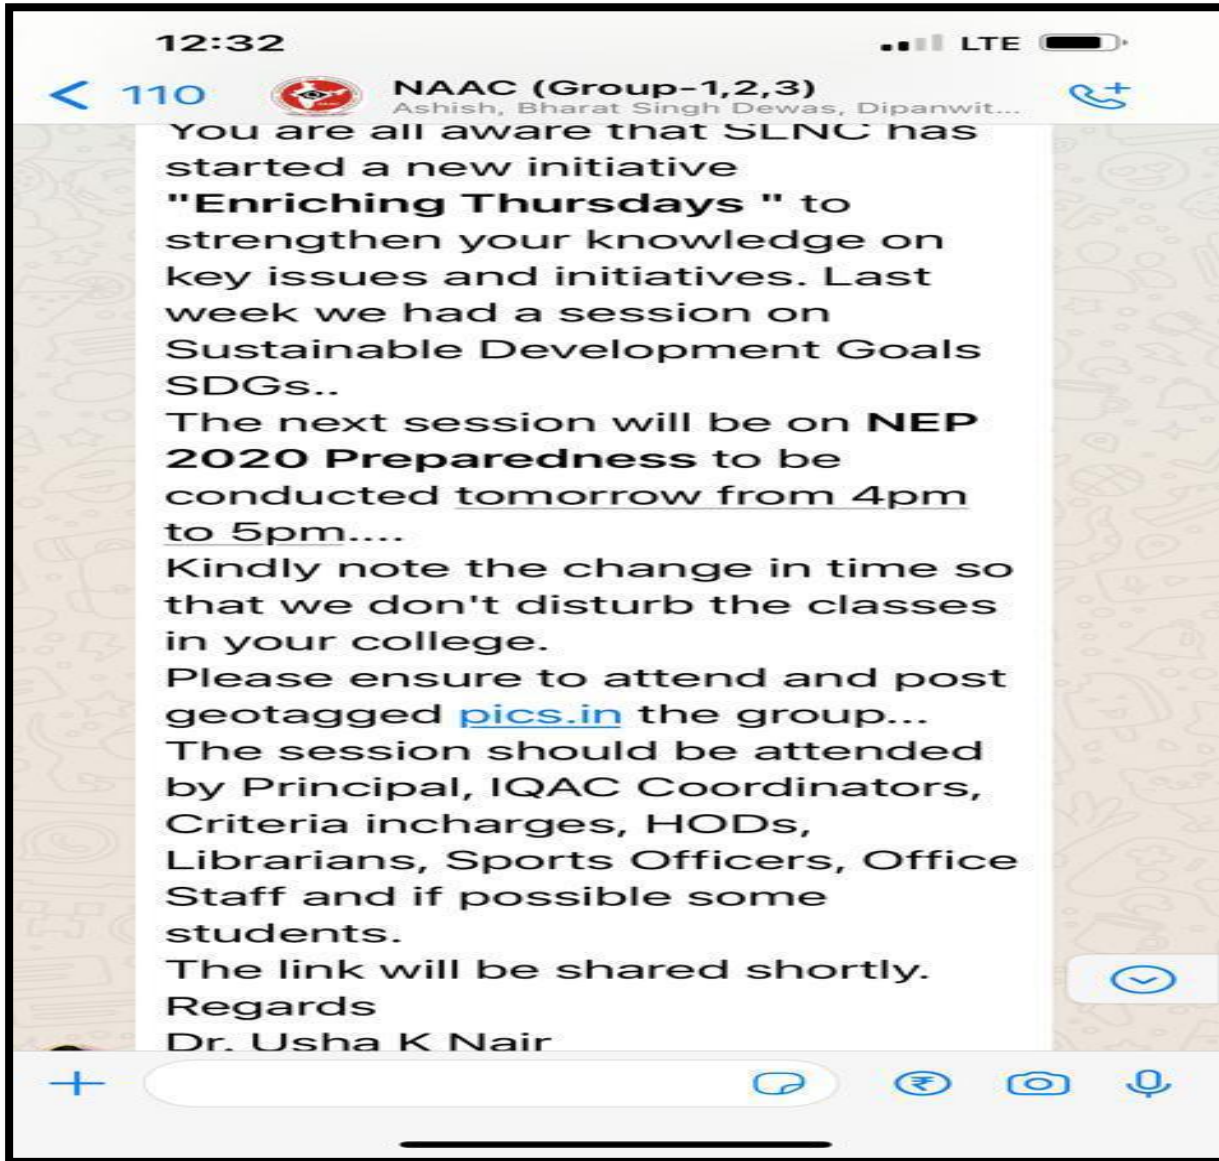 12:32 LTE
110 NAAC (Group-1,2,3)
Ashish, Bharat Singh Dewas, Dipanwit...
You are all aware that SLNC has
started a new initiative
"Enriching Thursdays " to
strengthen your knowledge on
key issues and initiatives. Last
week we had a session on
Sustainable Development Goals
SDGs..
The next session will be on NEP
2020 Preparedness to be
conducted tomorrow from 4pm
to 5pm....
Kindly note the change in time so
that we don't disturb the classes
in your college.
Please ensure to attend and post
geotagged pics.in the group...
The session should be attended
by Principal, IQAC Coordinators,
Criteria incharges, HODs,
Librarians, Sports Officers, Office
Staff and if possible some
students.
The link will be shared shortly.
Regards
Dr. Usha K Nair